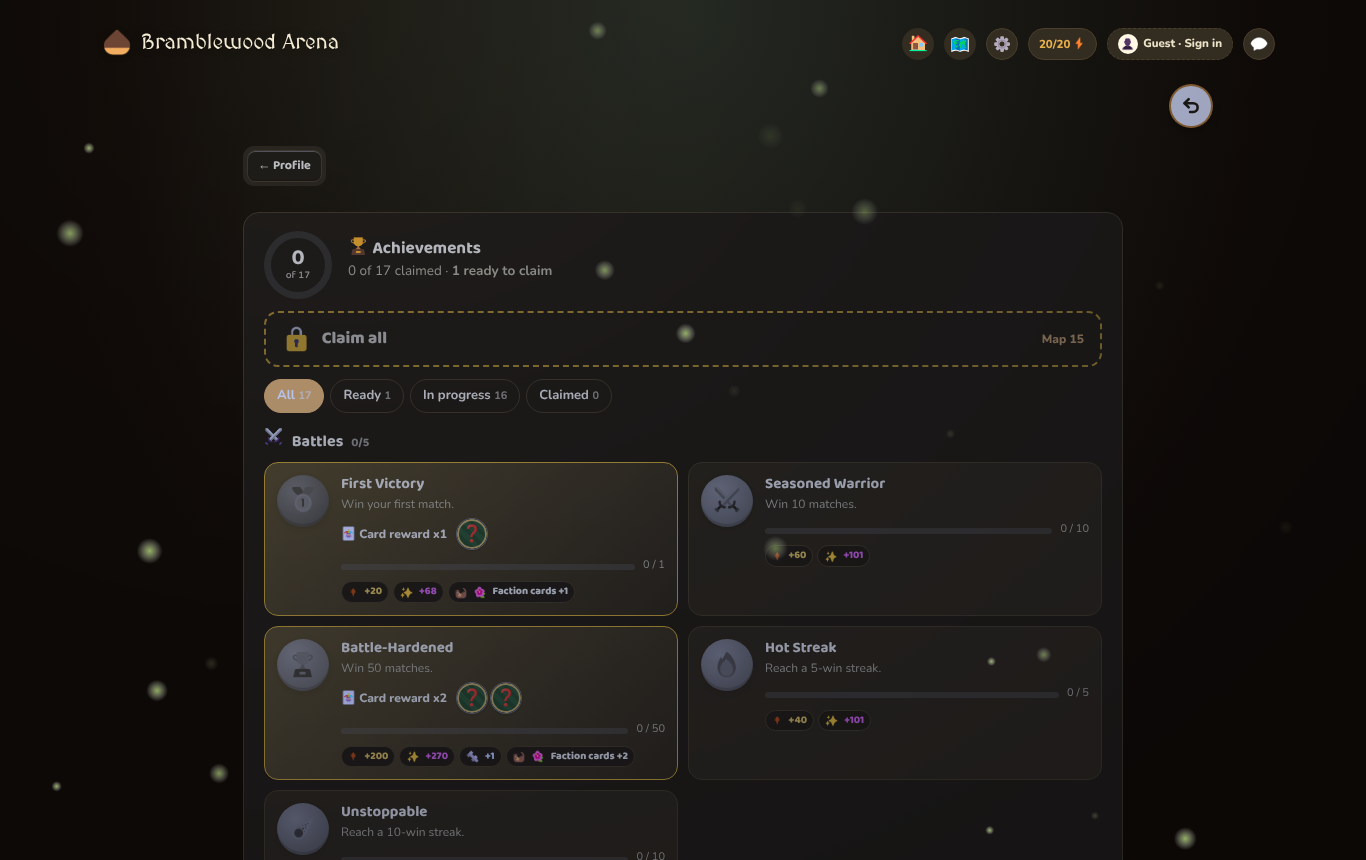 Bramblewood Arena
20/20
Guest · Sign in
← Profile
0
of 17
Achievements
0 of 17 claimed · 1 ready to claim
Claim all
Map 15
All 17
Ready 1
In progress 16
Claimed 0
Battles 0/5
First Victory
Win your first match.
Card reward x1
0 / 1
+20
+68
Faction cards +1
Seasoned Warrior
Win 10 matches.
0 / 10
+60
+101
Battle-Hardened
Win 50 matches.
Card reward x2
0 / 50
+200
+270
+1
Faction cards +2
Hot Streak
Reach a 5-win streak.
0 / 5
+40
+101
Unstoppable
Reach a 10-win streak.
0 / 10